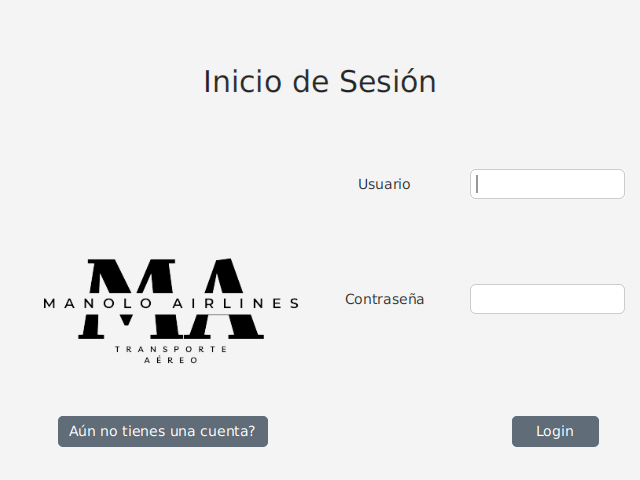 Inicio de Sesión
Usuario
MA
MANOLO AIRLINES
TRANSPORTE
AÉREO
Contraseña
Aún no tienes una cuenta?
Login